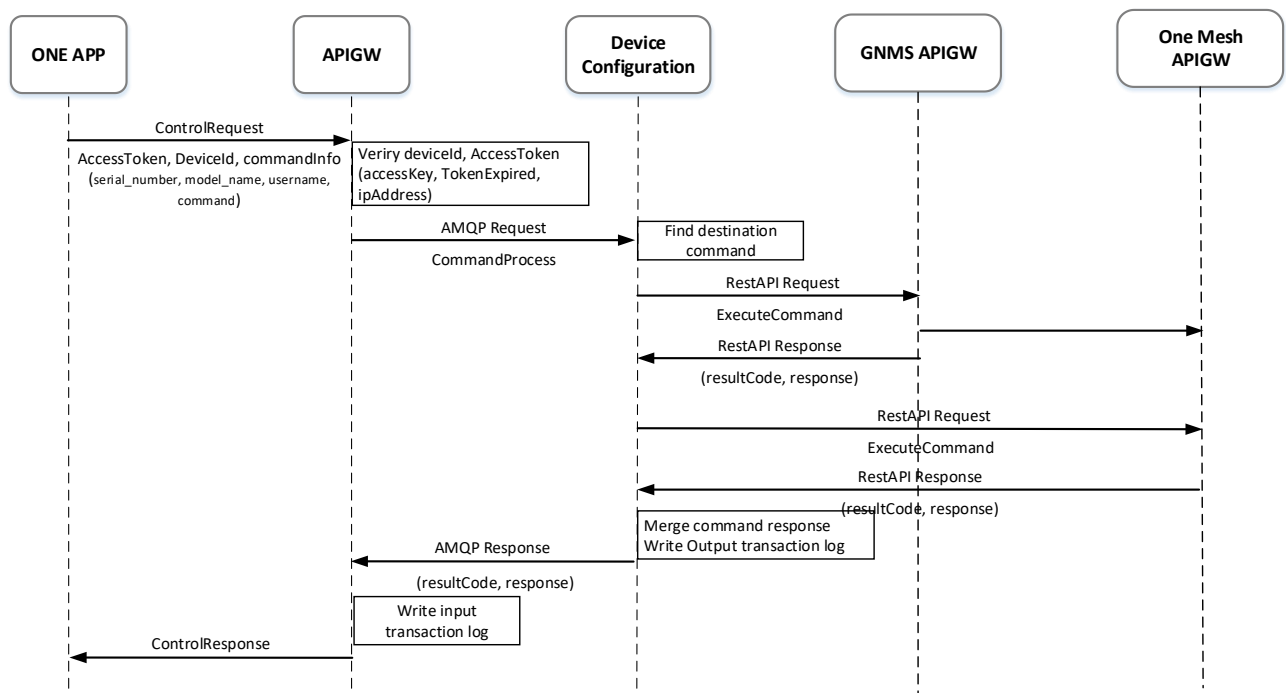 ONE APP
APIGW
Device
Configuration
GNMS APIGW
One Mesh
APIGW
ControlRequest
AccessToken, DeviceId, commandInfo
(serial_number, model_name, username,
command)
Veriry deviceId, AccessToken
(accessKey, TokenExpired,
ipAddress)
AMQP Request
CommandProcess
Find destination
command
RestAPI Request
ExecuteCommand
RestAPI Response
(resultCode, response)
RestAPI Request
ExecuteCommand
RestAPI Response
(resultCode, response)
Merge command response
Write Output transaction log
AMQP Response
(resultCode, response)
Write input
transaction log
ControlResponse